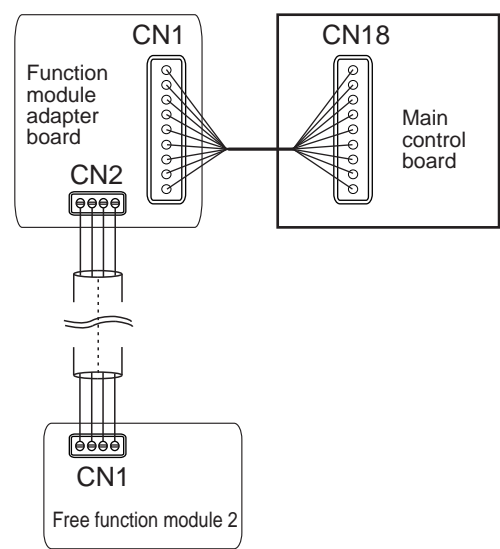 CN1
CN18
Function
module
adapter
board
Main
control
board
CN2
CN1
Free function module 2